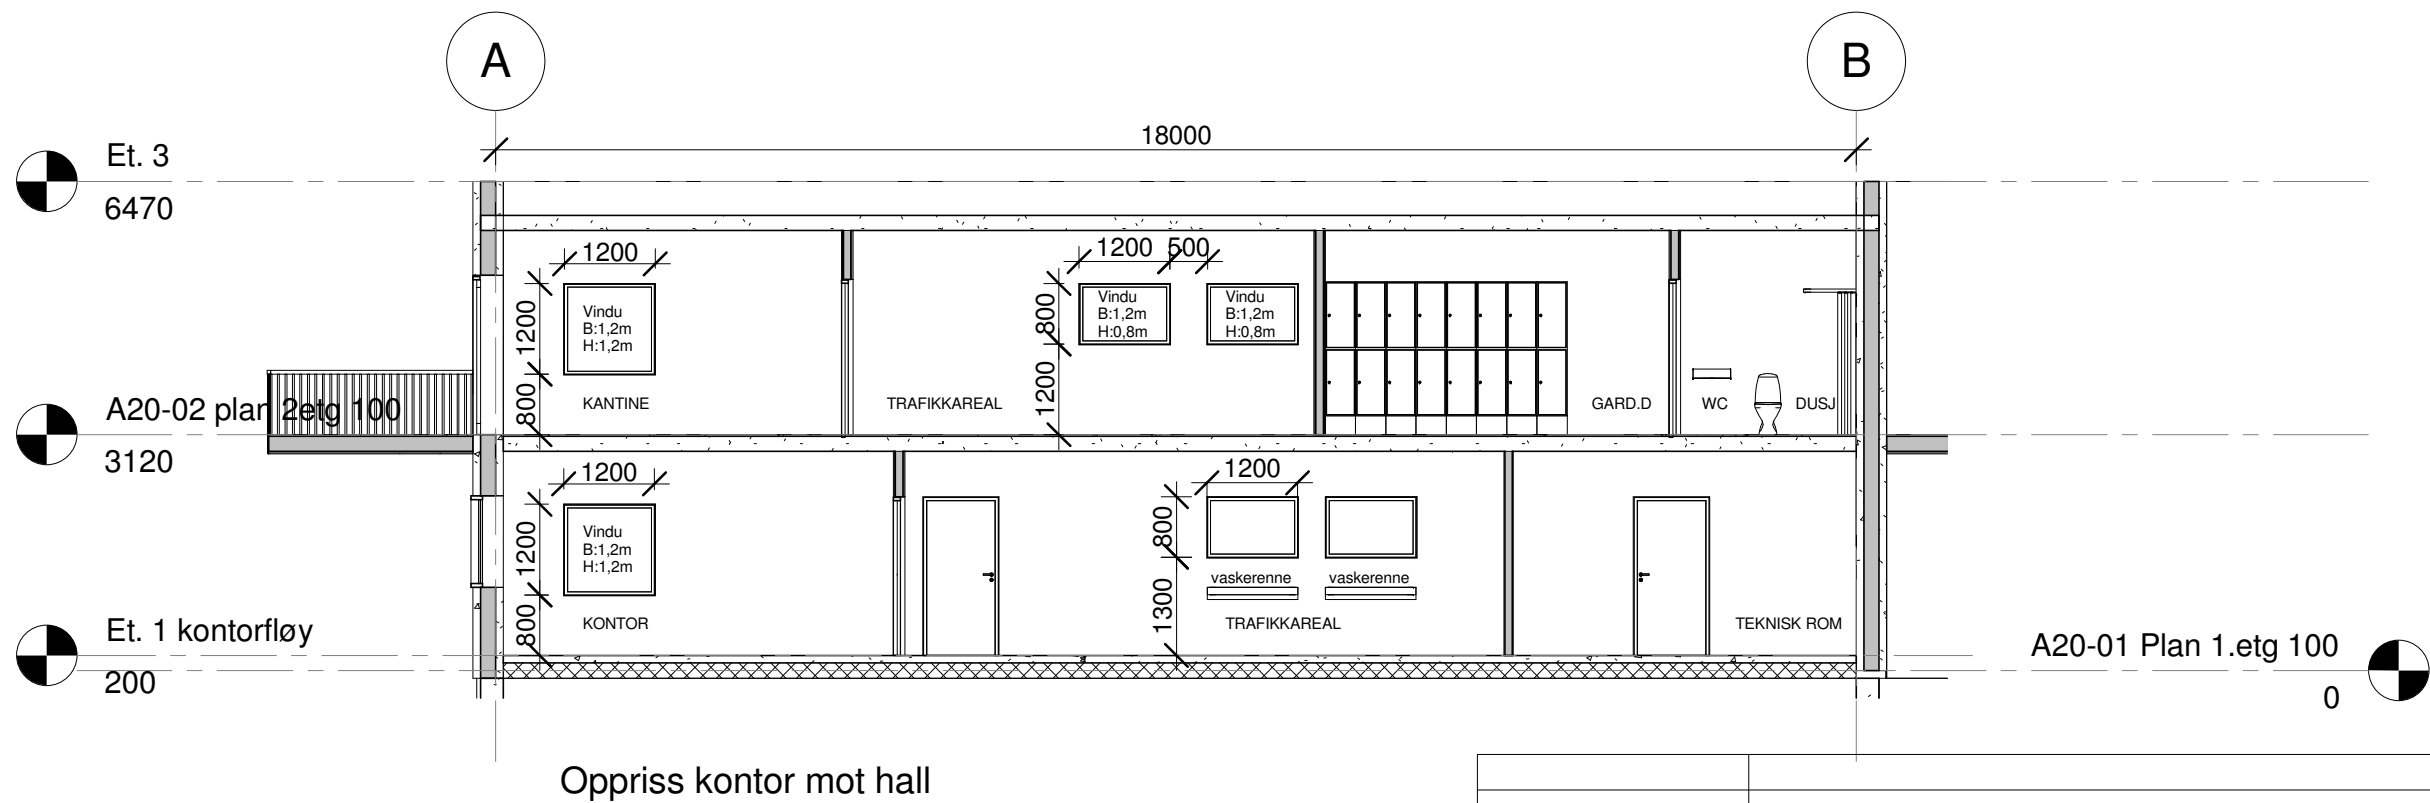 A
B
18000
Et. 3
6470
1200
1200 500
1200
800
Vindu
B:1,2m
H:1,2m
800
1200
Vindu
B:1,2m
H:0,8m
Vindu
B:1,2m
H:0,8m
KANTINE
TRAFIKKAREAL
GARD.D
WC
DUSJ
A20-02 plan 2etg 100
3120
1200
1200
800
Vindu
B:1,2m
H:1,2m
1200
800
1300
vaskerenne
vaskerenne
KONTOR
TRAFIKKAREAL
TEKNISK ROM
Et. 1 kontorfløy
200
A20-01 Plan 1.etg 100
0
Oppriss kontor mot hall